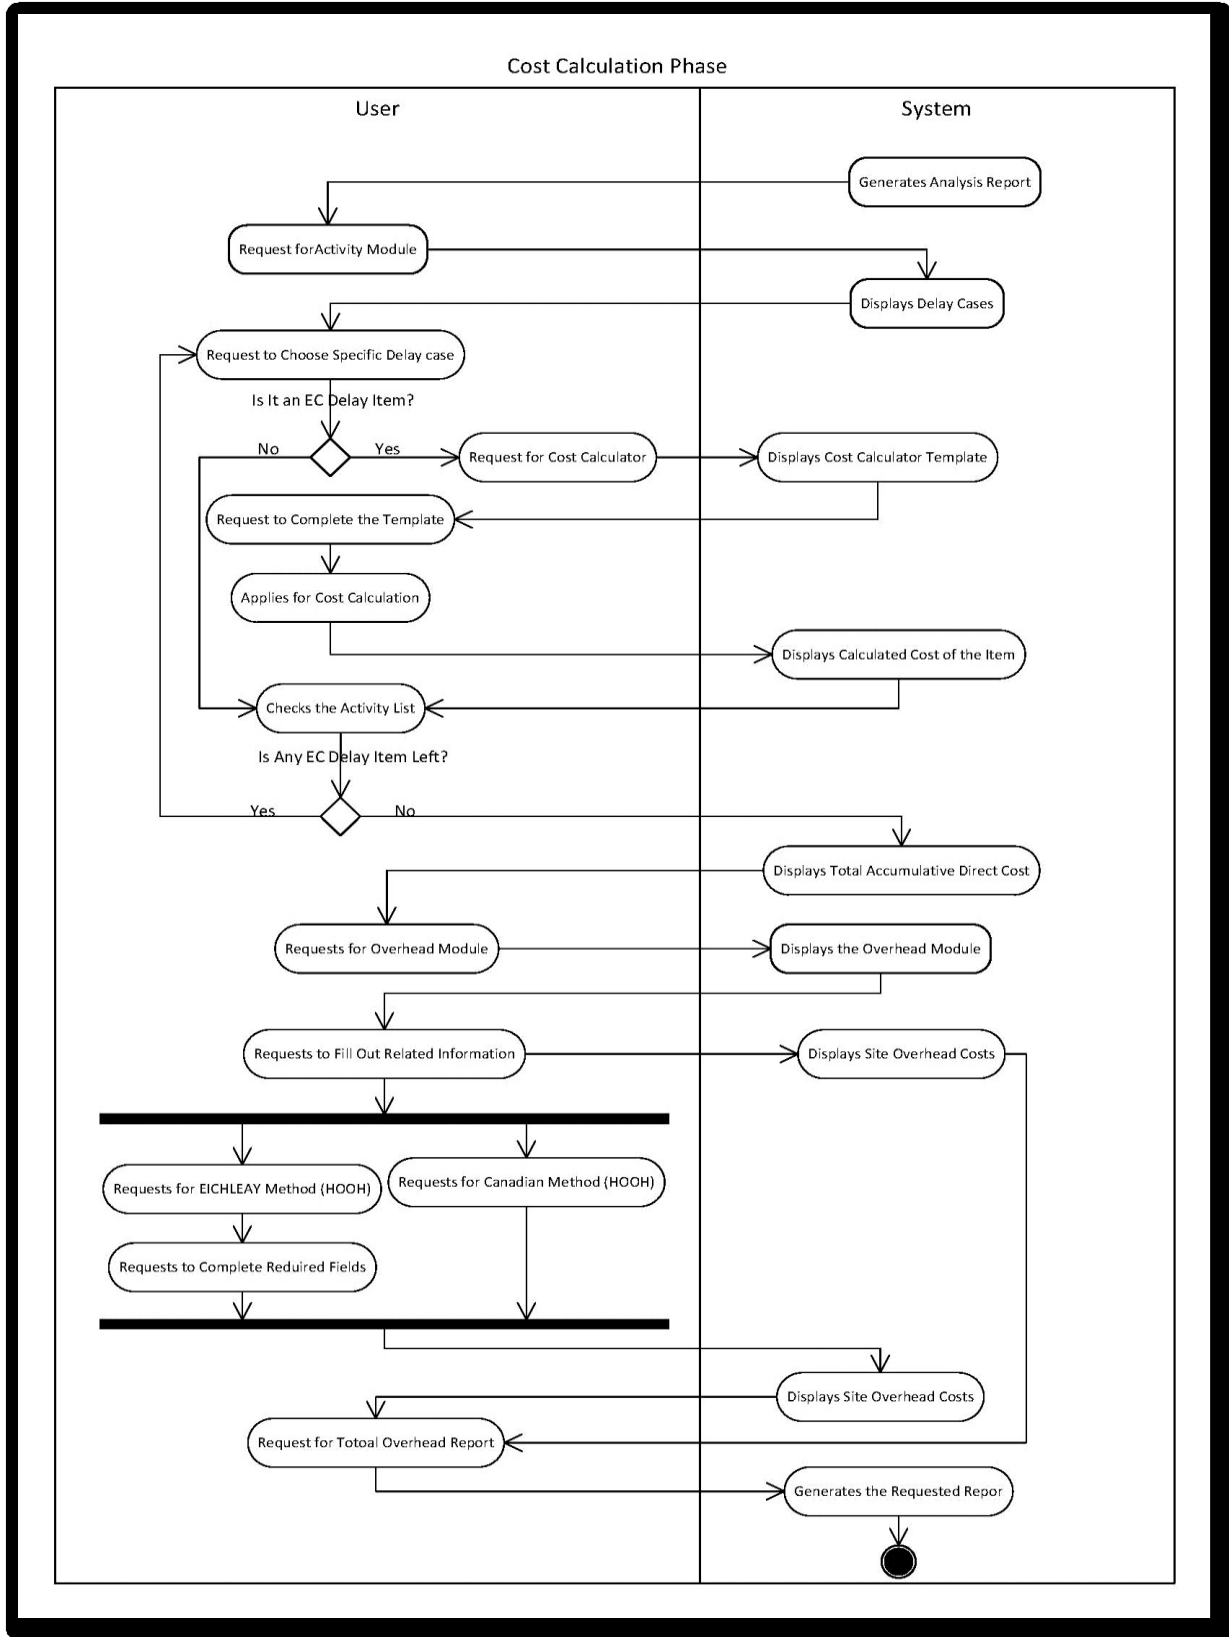 Cost Calculation Phase
User
System
Generates Analysis Report
Request forActivity Module
Displays Delay Cases
Request to Choose Specific Delay case
Is It an EC Delay Item?
No
Yes
Request for Cost Calculator
Displays Cost Calculator Template
Request to Complete the Template
Applies for Cost Calculation
Displays Calculated Cost of the Item
Checks the Activity List
Is Any EC Delay Item Left?
Yes
No
Displays Total Accumulative Direct Cost
Requests for Overhead Module
Displays the Overhead Module
Requests to Fill Out Related Information
Displays Site Overhead Costs
Requests for EICHLEAY Method (HOOH)
Requests for Canadian Method (HOOH)
Requests to Complete Reduired Fields
Displays Site Overhead Costs
Request for Totoal Overhead Report
Generates the Requested Repor